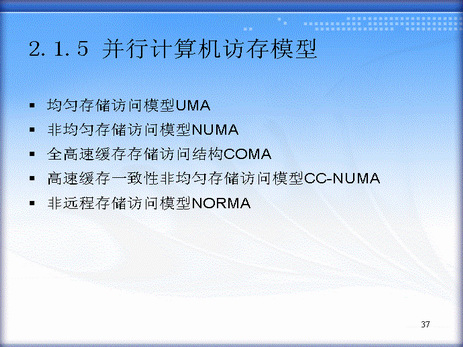 2.1.5 并行计算机访存模型
▪ 均匀存储访问模型UMA
▪ 非均匀存储访问模型NUMA
▪ 全高速缓存存储访问结构COMA
▪ 高速缓存一致性非均匀存储访问模型CC-NUMA
▪ 非远程存储访问模型NORMA
37